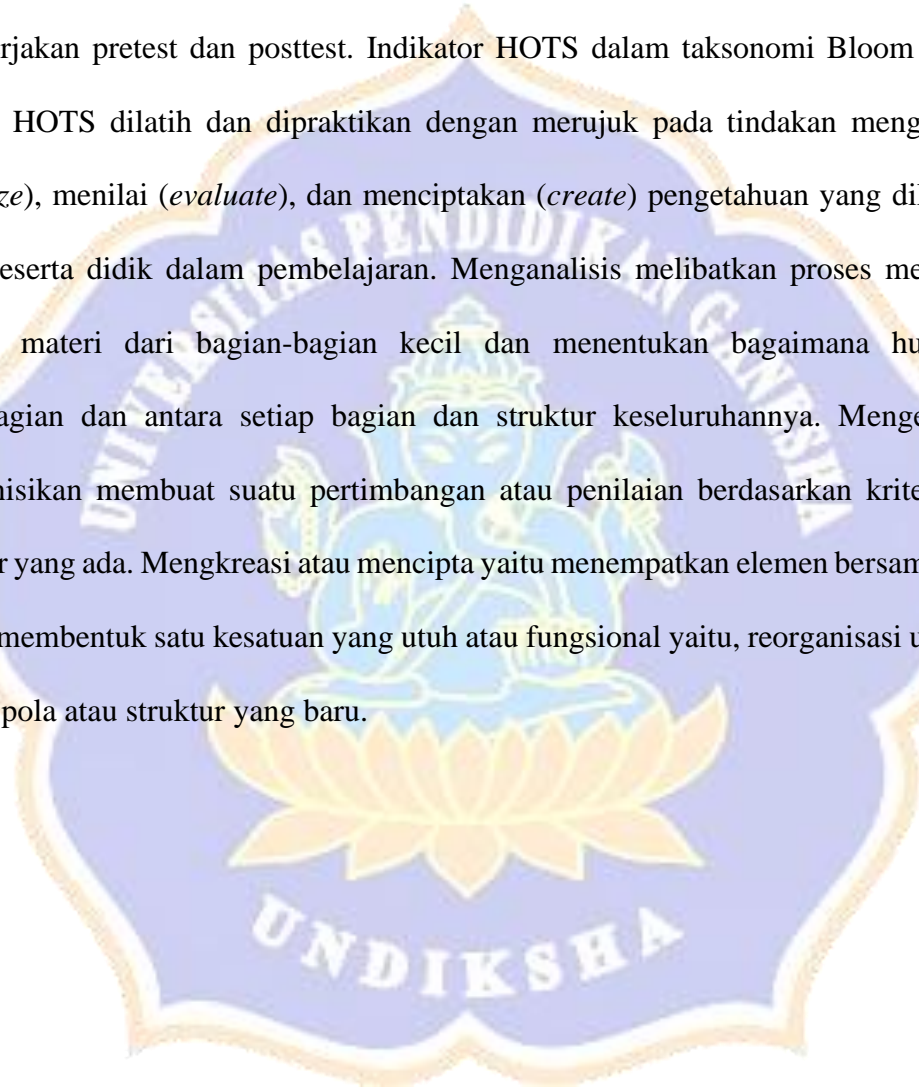 rjakan pretest dan posttest. Indikator HOTS dalam taksonomi Bloom
HOTS dilatih dan dipraktikan dengan merujuk pada tindakan meng
ze), menilai (evaluate), dan menciptakan (create) pengetahuan yang dil
eserta didik dalam pembelajaran. Menganalisis melibatkan proses me
materi dari bagian-bagian kecil dan menentukan bagaimana hu
agian dan antara setiap bagian dan struktur keseluruhannya. Menge
nisikan membuat suatu pertimbangan atau penilaian berdasarkan krite
r yang ada. Mengkreasi atau mencipta yaitu menempatkan elemen bersam
membentuk satu kesatuan yang utuh atau fungsional yaitu, reorganisasi u
pola atau struktur yang baru.
UNIVERSITAS PENDIDIKAN GANESHA
UNDIKSHA